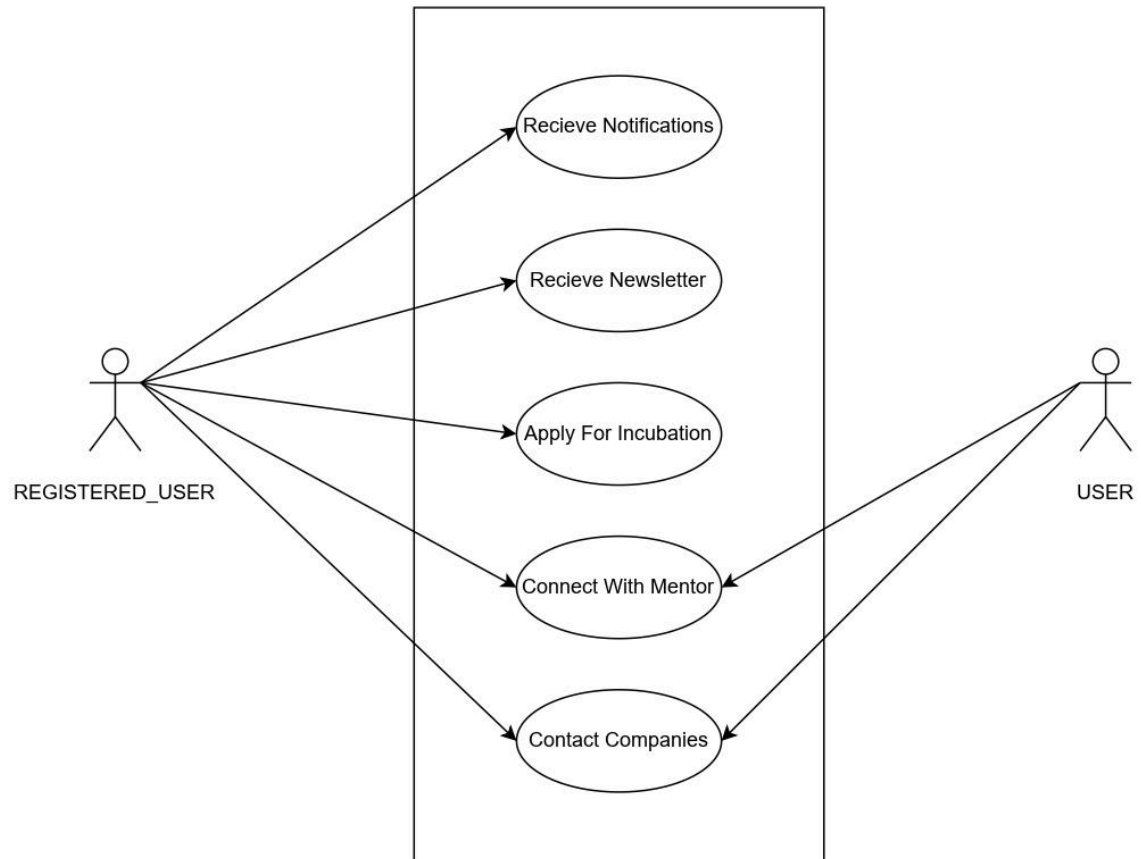 Recieve Notifications
Recieve Newsletter
Apply For Incubation
REGISTERED_USER
USER
Connect With Mentor
Contact Companies